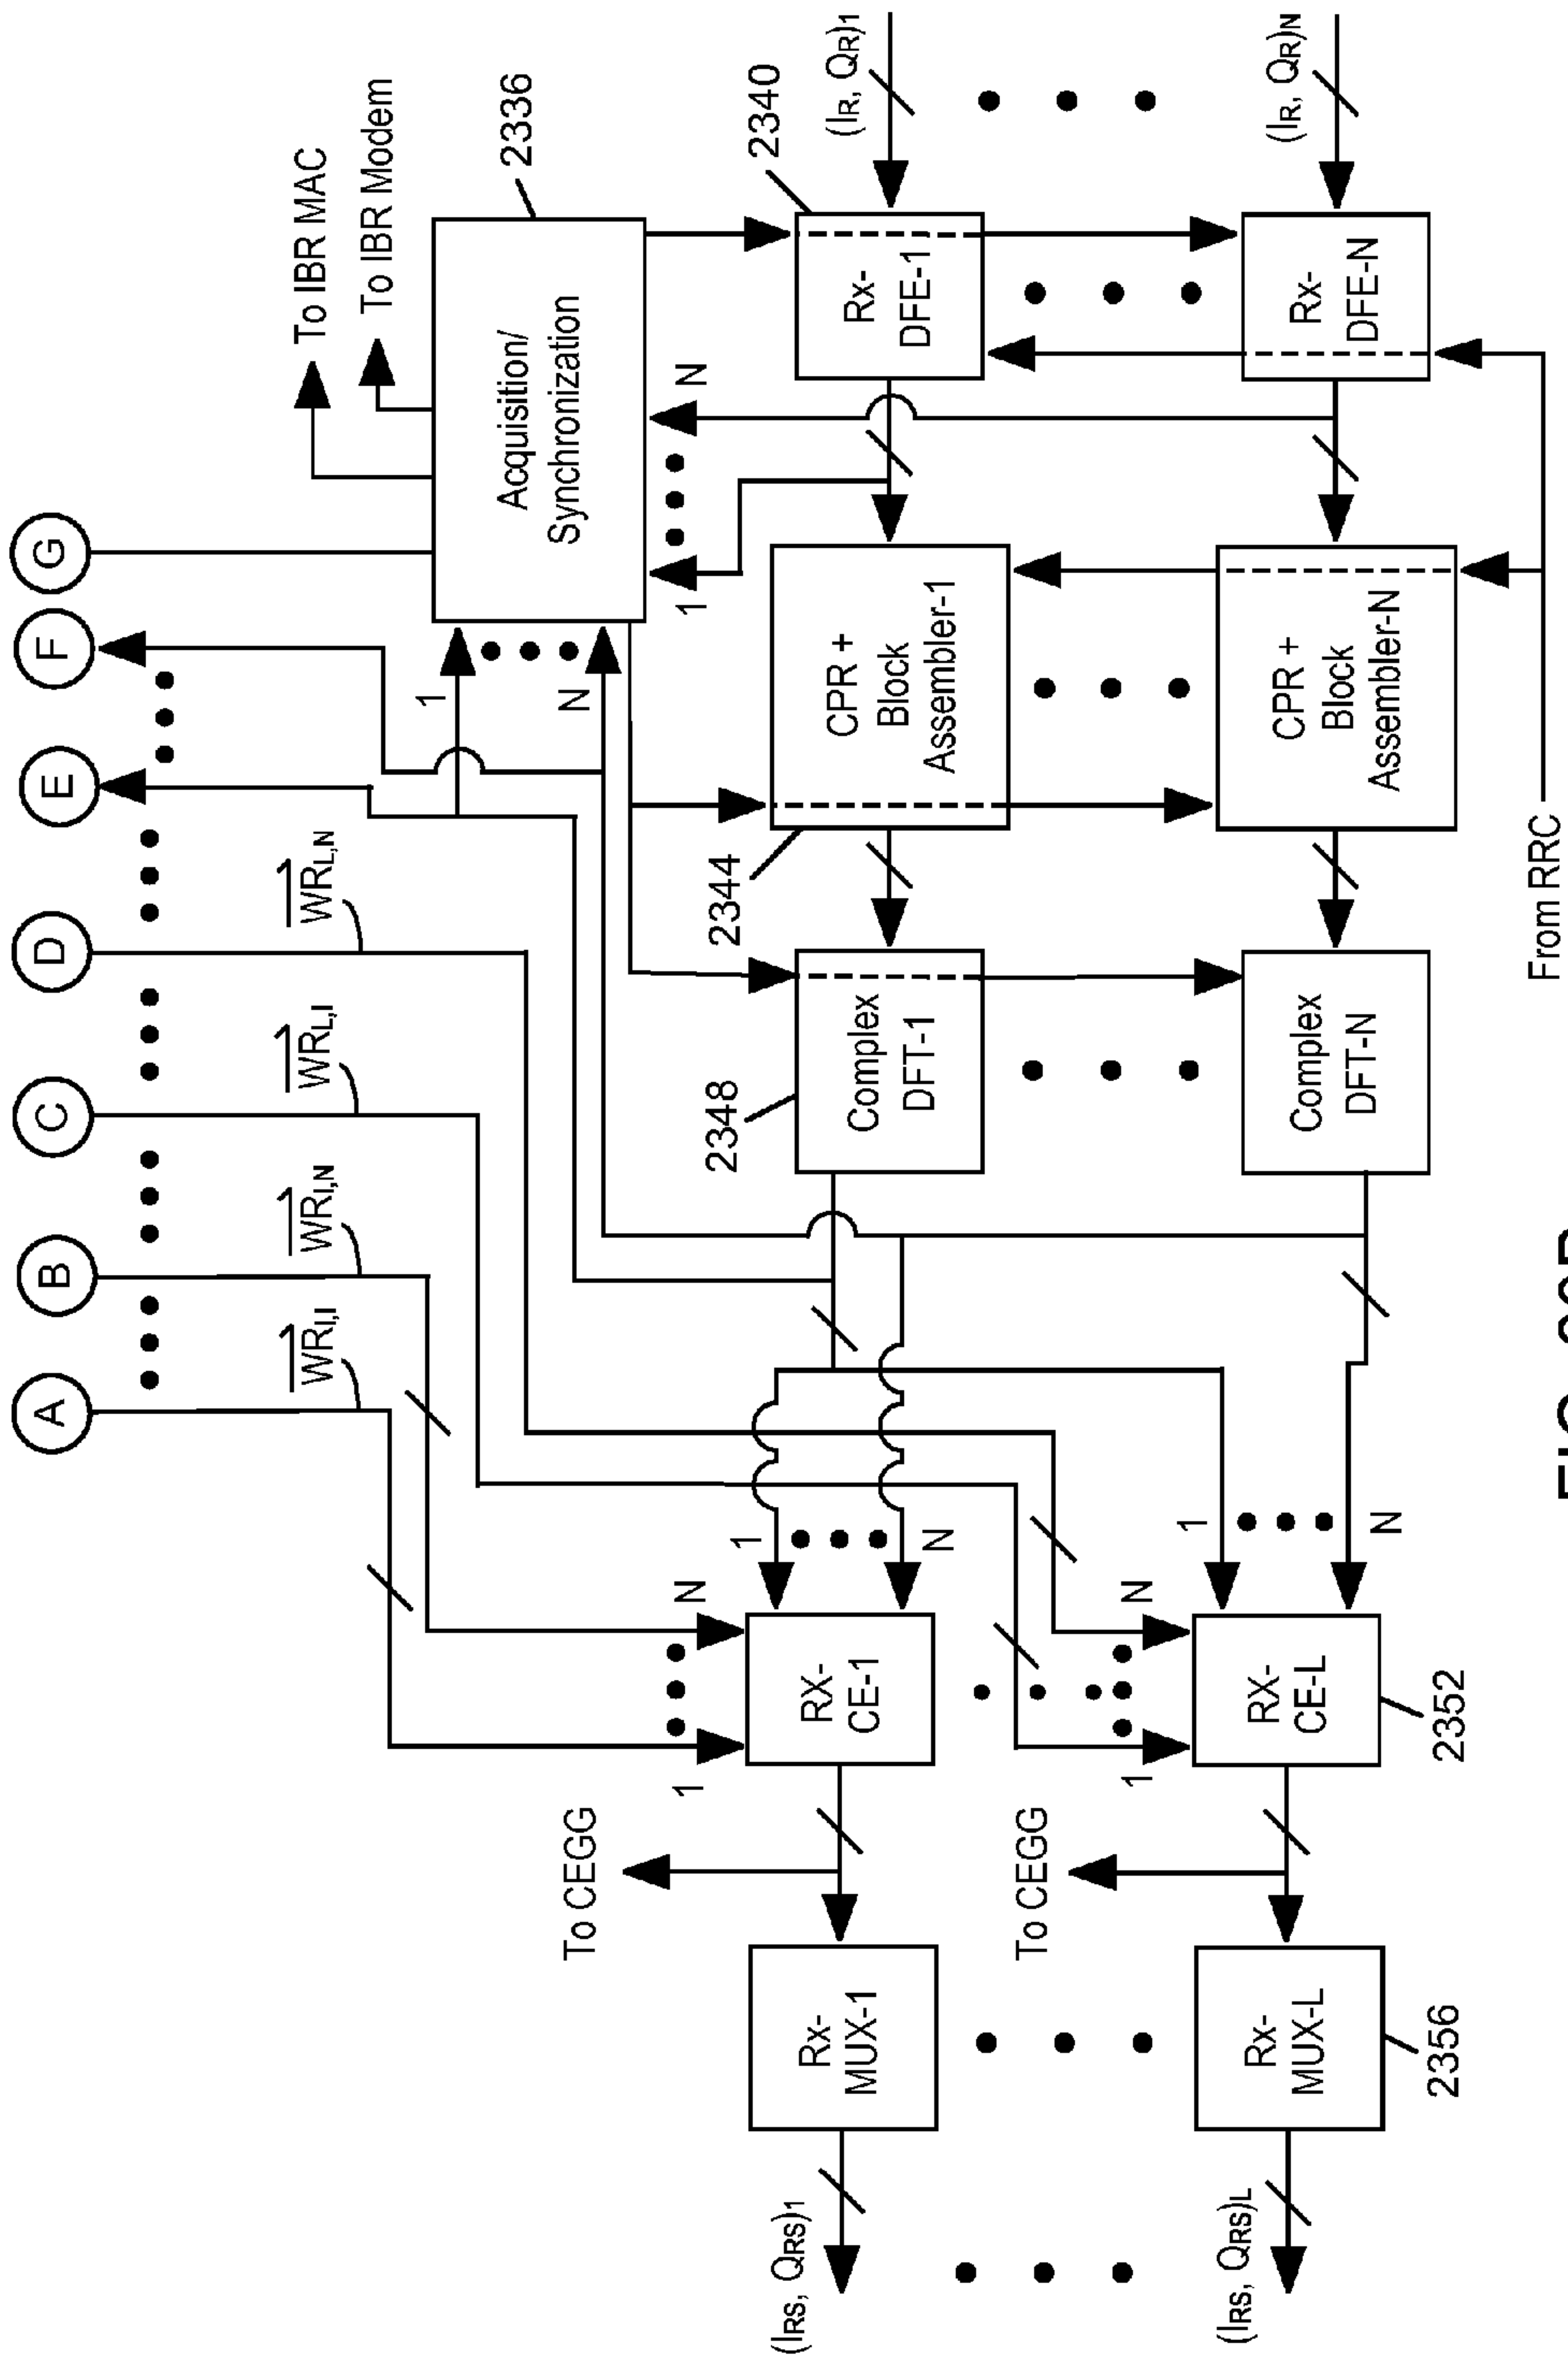 A
B
C
D
E
F
G
WRI,I
WRI,N
WRL,I
WRL,N
To IBR MAC
To IBR Modem
2336
Acquisition/
Synchronization
1
N
1
N
To CEGG
1
N
1
N
2348
2344
2340
(IRS, QRS)1
Rx-
MUX-1
RX-
CE-1
Complex
DFT-1
CPR +
Block
Assembler-1
Rx-
DFE-1
(IR, QR)1
To CEGG
1
N
1
N
(IRS, QRS)L
Rx-
MUX-L
RX-
CE-L
Complex
DFT-N
CPR +
Block
Assembler-N
Rx-
DFE-N
(IR, QR)N
2356
2352
From RRC